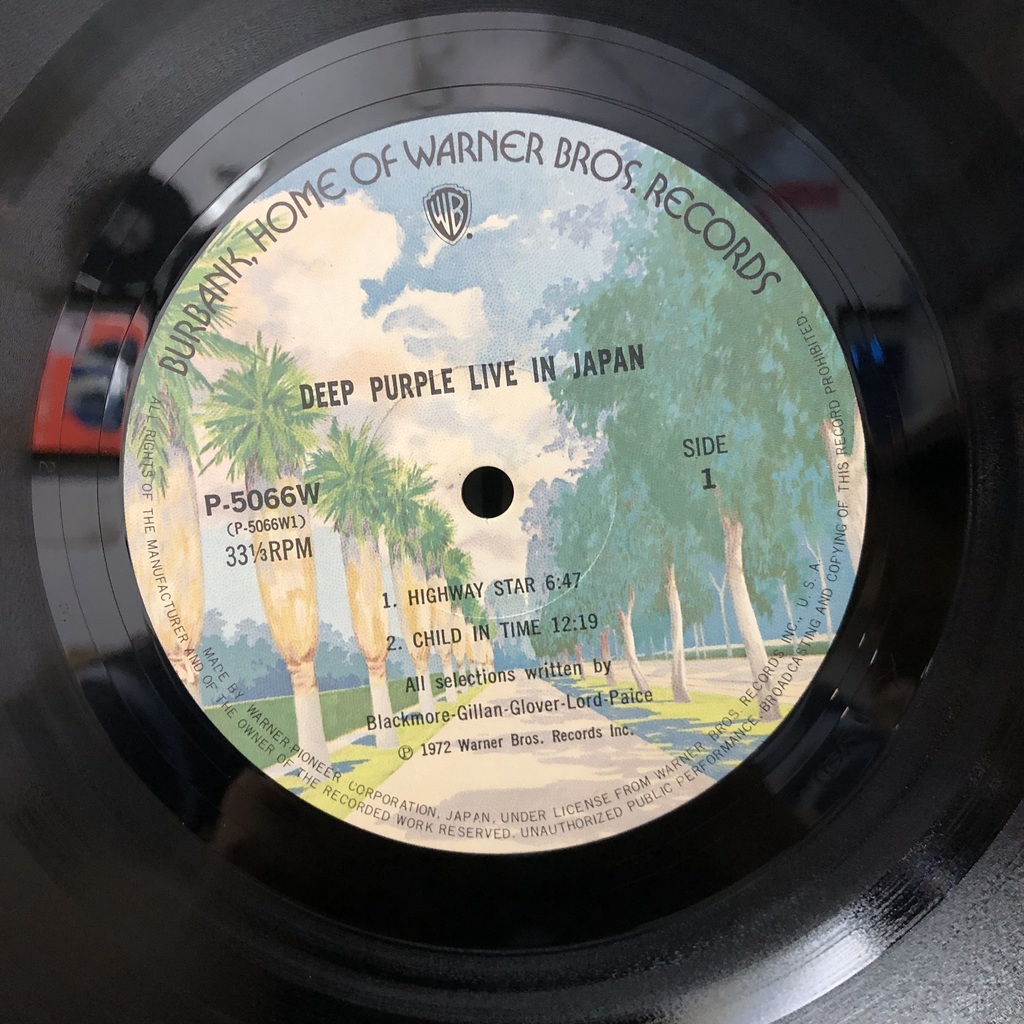 BURBANK, HOME OF WARNER BROS. RECORDS
WB
DEEP PURPLE LIVE IN JAPAN
SIDE
1
P-5066W
(P-5066W1)
33⅓RPM
1. HIGHWAY STAR 6:47
2. CHILD IN TIME 12:19
All selections written by
Blackmore-Gillan-Glover-Lord-Paice
℗ 1972 Warner Bros. Records Inc.
MADE BY WARNER-PIONEER CORPORATION, JAPAN, UNDER LICENSE FROM WARNER BROS. RECORDS INC., U. S. A.
ALL RIGHTS OF THE MANUFACTURER AND OF THE OWNER OF THE RECORDED WORK RESERVED. UNAUTHORIZED PUBLIC PERFORMANCE, BROADCASTING AND COPYING OF THIS RECORD PROHIBITED.